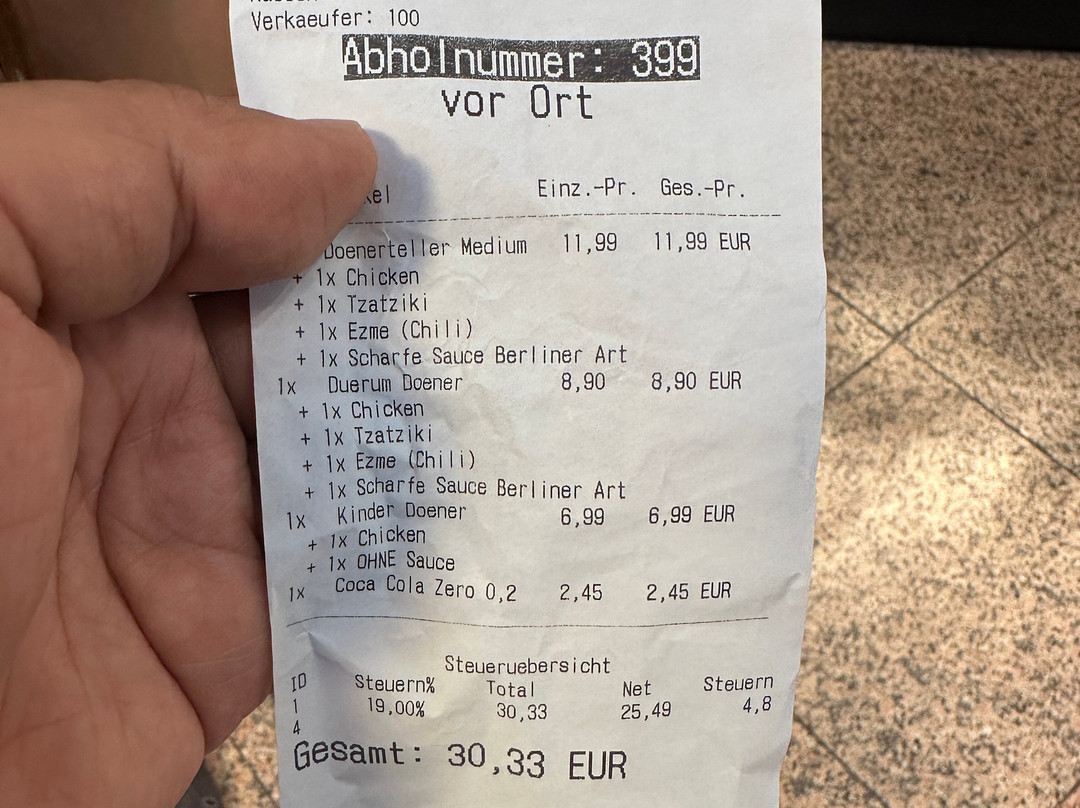 Verkaeufer: 100
Abholnummer: 399
vor Ort
Einz.-Pr. Ges.-Pr.
Doenerteller Medium 11,99 11,99 EUR
+ 1x Chicken
+ 1x Tzatziki
+ 1x Ezme (Chili)
+ 1x Scharfe Sauce Berliner Art
1x Duerum Doener 8,90 8,90 EUR
+ 1x Chicken
+ 1x Tzatziki
+ 1x Ezme (Chili)
+ 1x Scharfe Sauce Berliner Art
1x Kinder Doener 6,99 6,99 EUR
+ 1x Chicken
+ 1x OHNE Sauce
1x Coca Cola Zero 0,2 2,45 2,45 EUR
Steueruebersicht
ID Steuern% Total Net Steuern
1 19,00% 30,33 25,49 4,8
4
Gesamt: 30,33 EUR